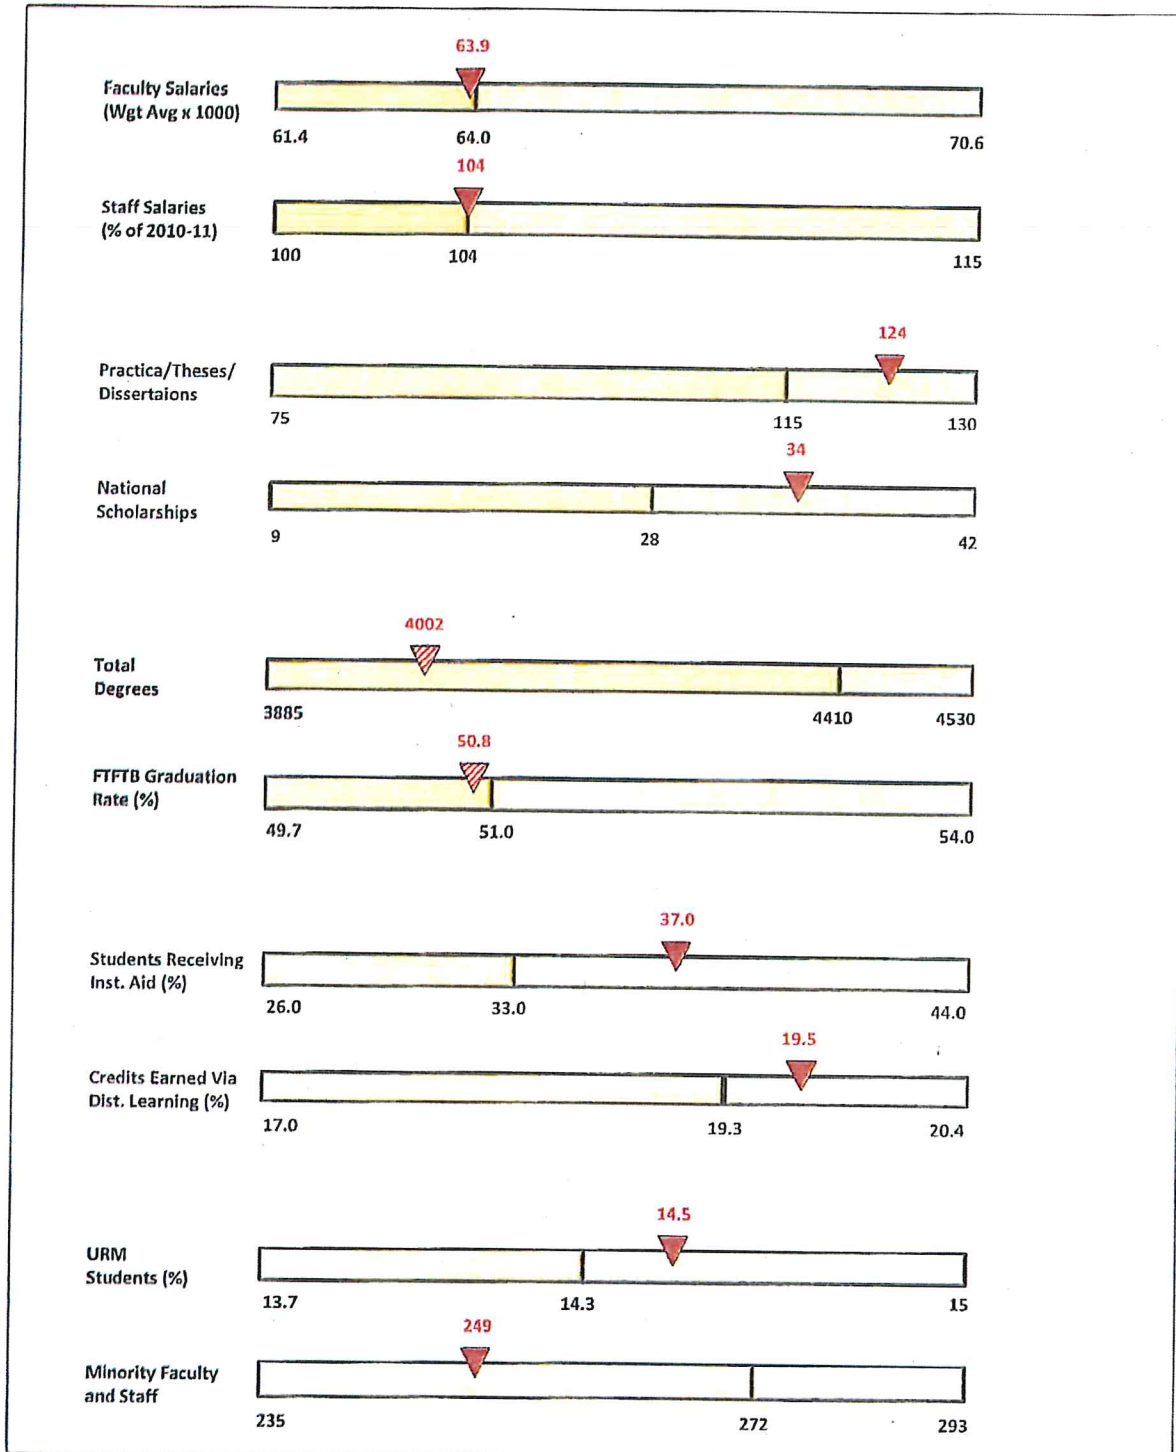 63.9
Faculty Salaries
(Wgt Avg x 1000)
61.4 64.0 70.6
104
Staff Salaries
(% of 2010-11)
100 104 115
124
Practica/Theses/
Dissertaions
75 115 130
34
National
Scholarships
9 28 42
4002
Total
Degrees
3885 4410 4530
50.8
FTFTB Graduation
Rate (%)
49.7 51.0 54.0
37.0
Students Receiving
Inst. Aid (%)
26.0 33.0 44.0
19.5
Credits Earned Via
Dist. Learning (%)
17.0 19.3 20.4
14.5
URM
Students (%)
13.7 14.3 15
249
Minority Faculty
and Staff
235 272 293